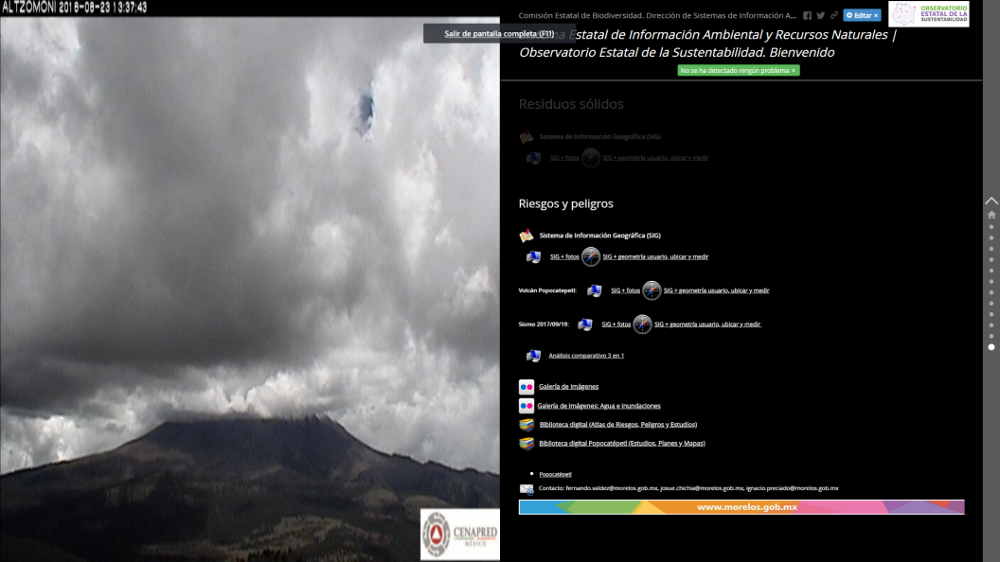 ALTZOMONI 2018-08-23 13:37:43
CENAPRED
MÉXICO
Comisión Estatal de Biodiversidad. Dirección de Sistemas de Información A...
Editar ×
OBSERVATORIO
ESTATAL DE LA
SUSTENTABILIDAD
Salir de pantalla completa (F11)
Estatal de Información Ambiental y Recursos Naturales |
Observatorio Estatal de la Sustentabilidad. Bienvenido
No se ha detectado ningún problema ×
Residuos sólidos
Sistema de Información Geográfica (SIG)
SIG + fotos SIG + geometría usuario, ubicar y medir
Riesgos y peligros
Sistema de Información Geográfica (SIG)
SIG + fotos SIG + geometría usuario, ubicar y medir
Volcán Popocatepetl: SIG + fotos SIG + geometría usuario, ubicar y medir
Sismo 2017/09/19: SIG + fotos SIG + geometría usuario, ubicar y medir
Análisis comparativo 3 en 1
Galería de Imágenes
Galería de Imágenes: Agua e Inundaciones
Biblioteca digital (Atlas de Riesgos, Peligros y Estudios)
Biblioteca digital Popocatépetl (Estudios, Planes y Mapas)
Popocatépetl
Contacto: fernando.valdez@morelos.gob.mx, josue.chichia@morelos.gob.mx, ignacio.preciado@morelos.gob.mx
www.morelos.gob.mx